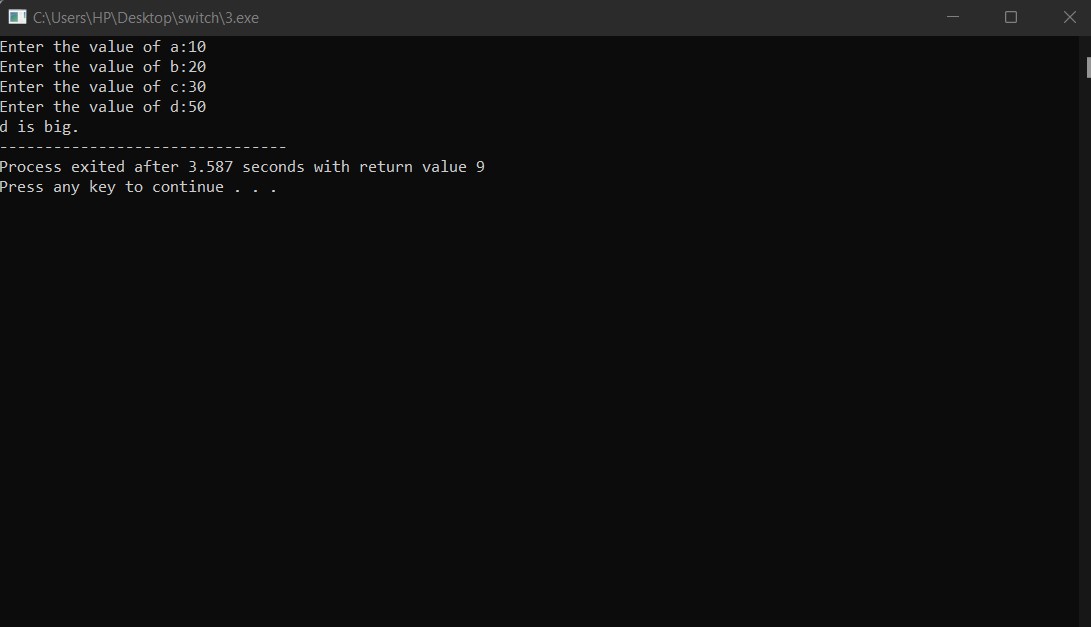 C:\Users\HP\Desktop\switch\3.exe
Enter the value of a:10
Enter the value of b:20
Enter the value of c:30
Enter the value of d:50
d is big.
--------------------------------
Process exited after 3.587 seconds with return value 9
Press any key to continue . . .